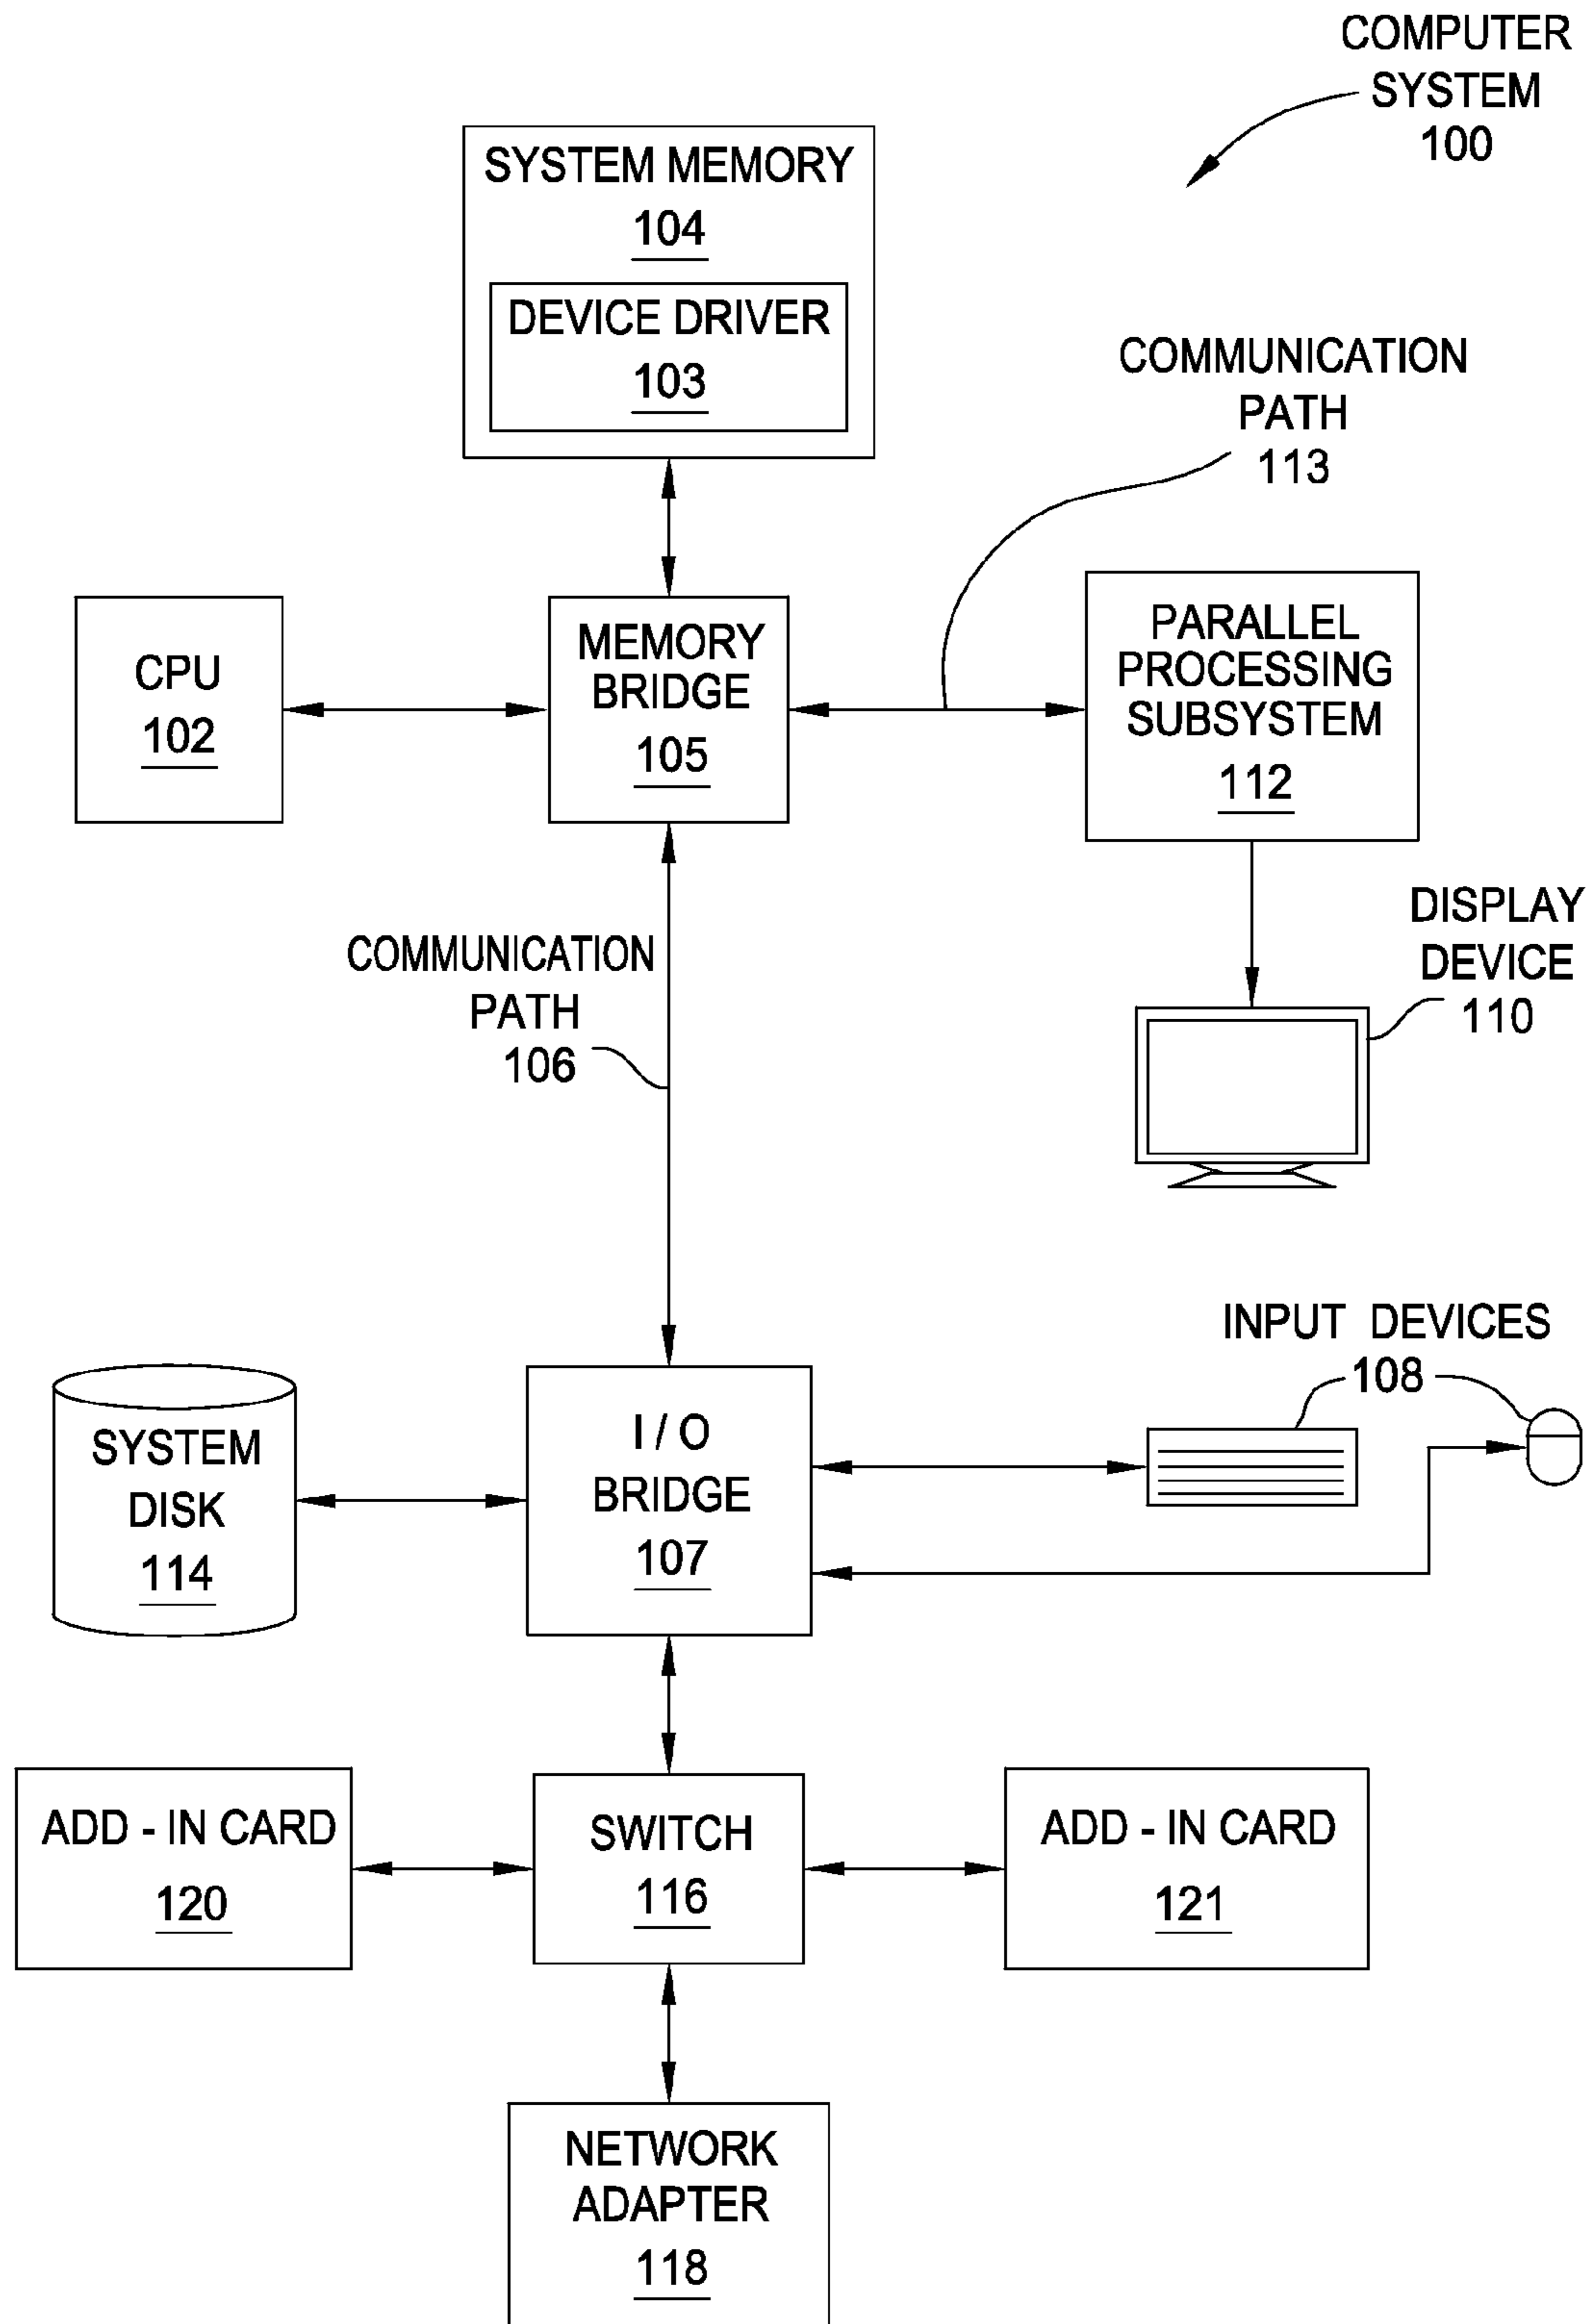 COMPUTER
SYSTEM
100
SYSTEM MEMORY
104
DEVICE DRIVER
103
COMMUNICATION
PATH
113
CPU
102
MEMORY
BRIDGE
105
PARALLEL
PROCESSING
SUBSYSTEM
112
COMMUNICATION
PATH
106
DISPLAY
DEVICE
110
INPUT DEVICES
108
SYSTEM
DISK
114
I / O
BRIDGE
107
ADD - IN CARD
120
SWITCH
116
ADD - IN CARD
121
NETWORK
ADAPTER
118